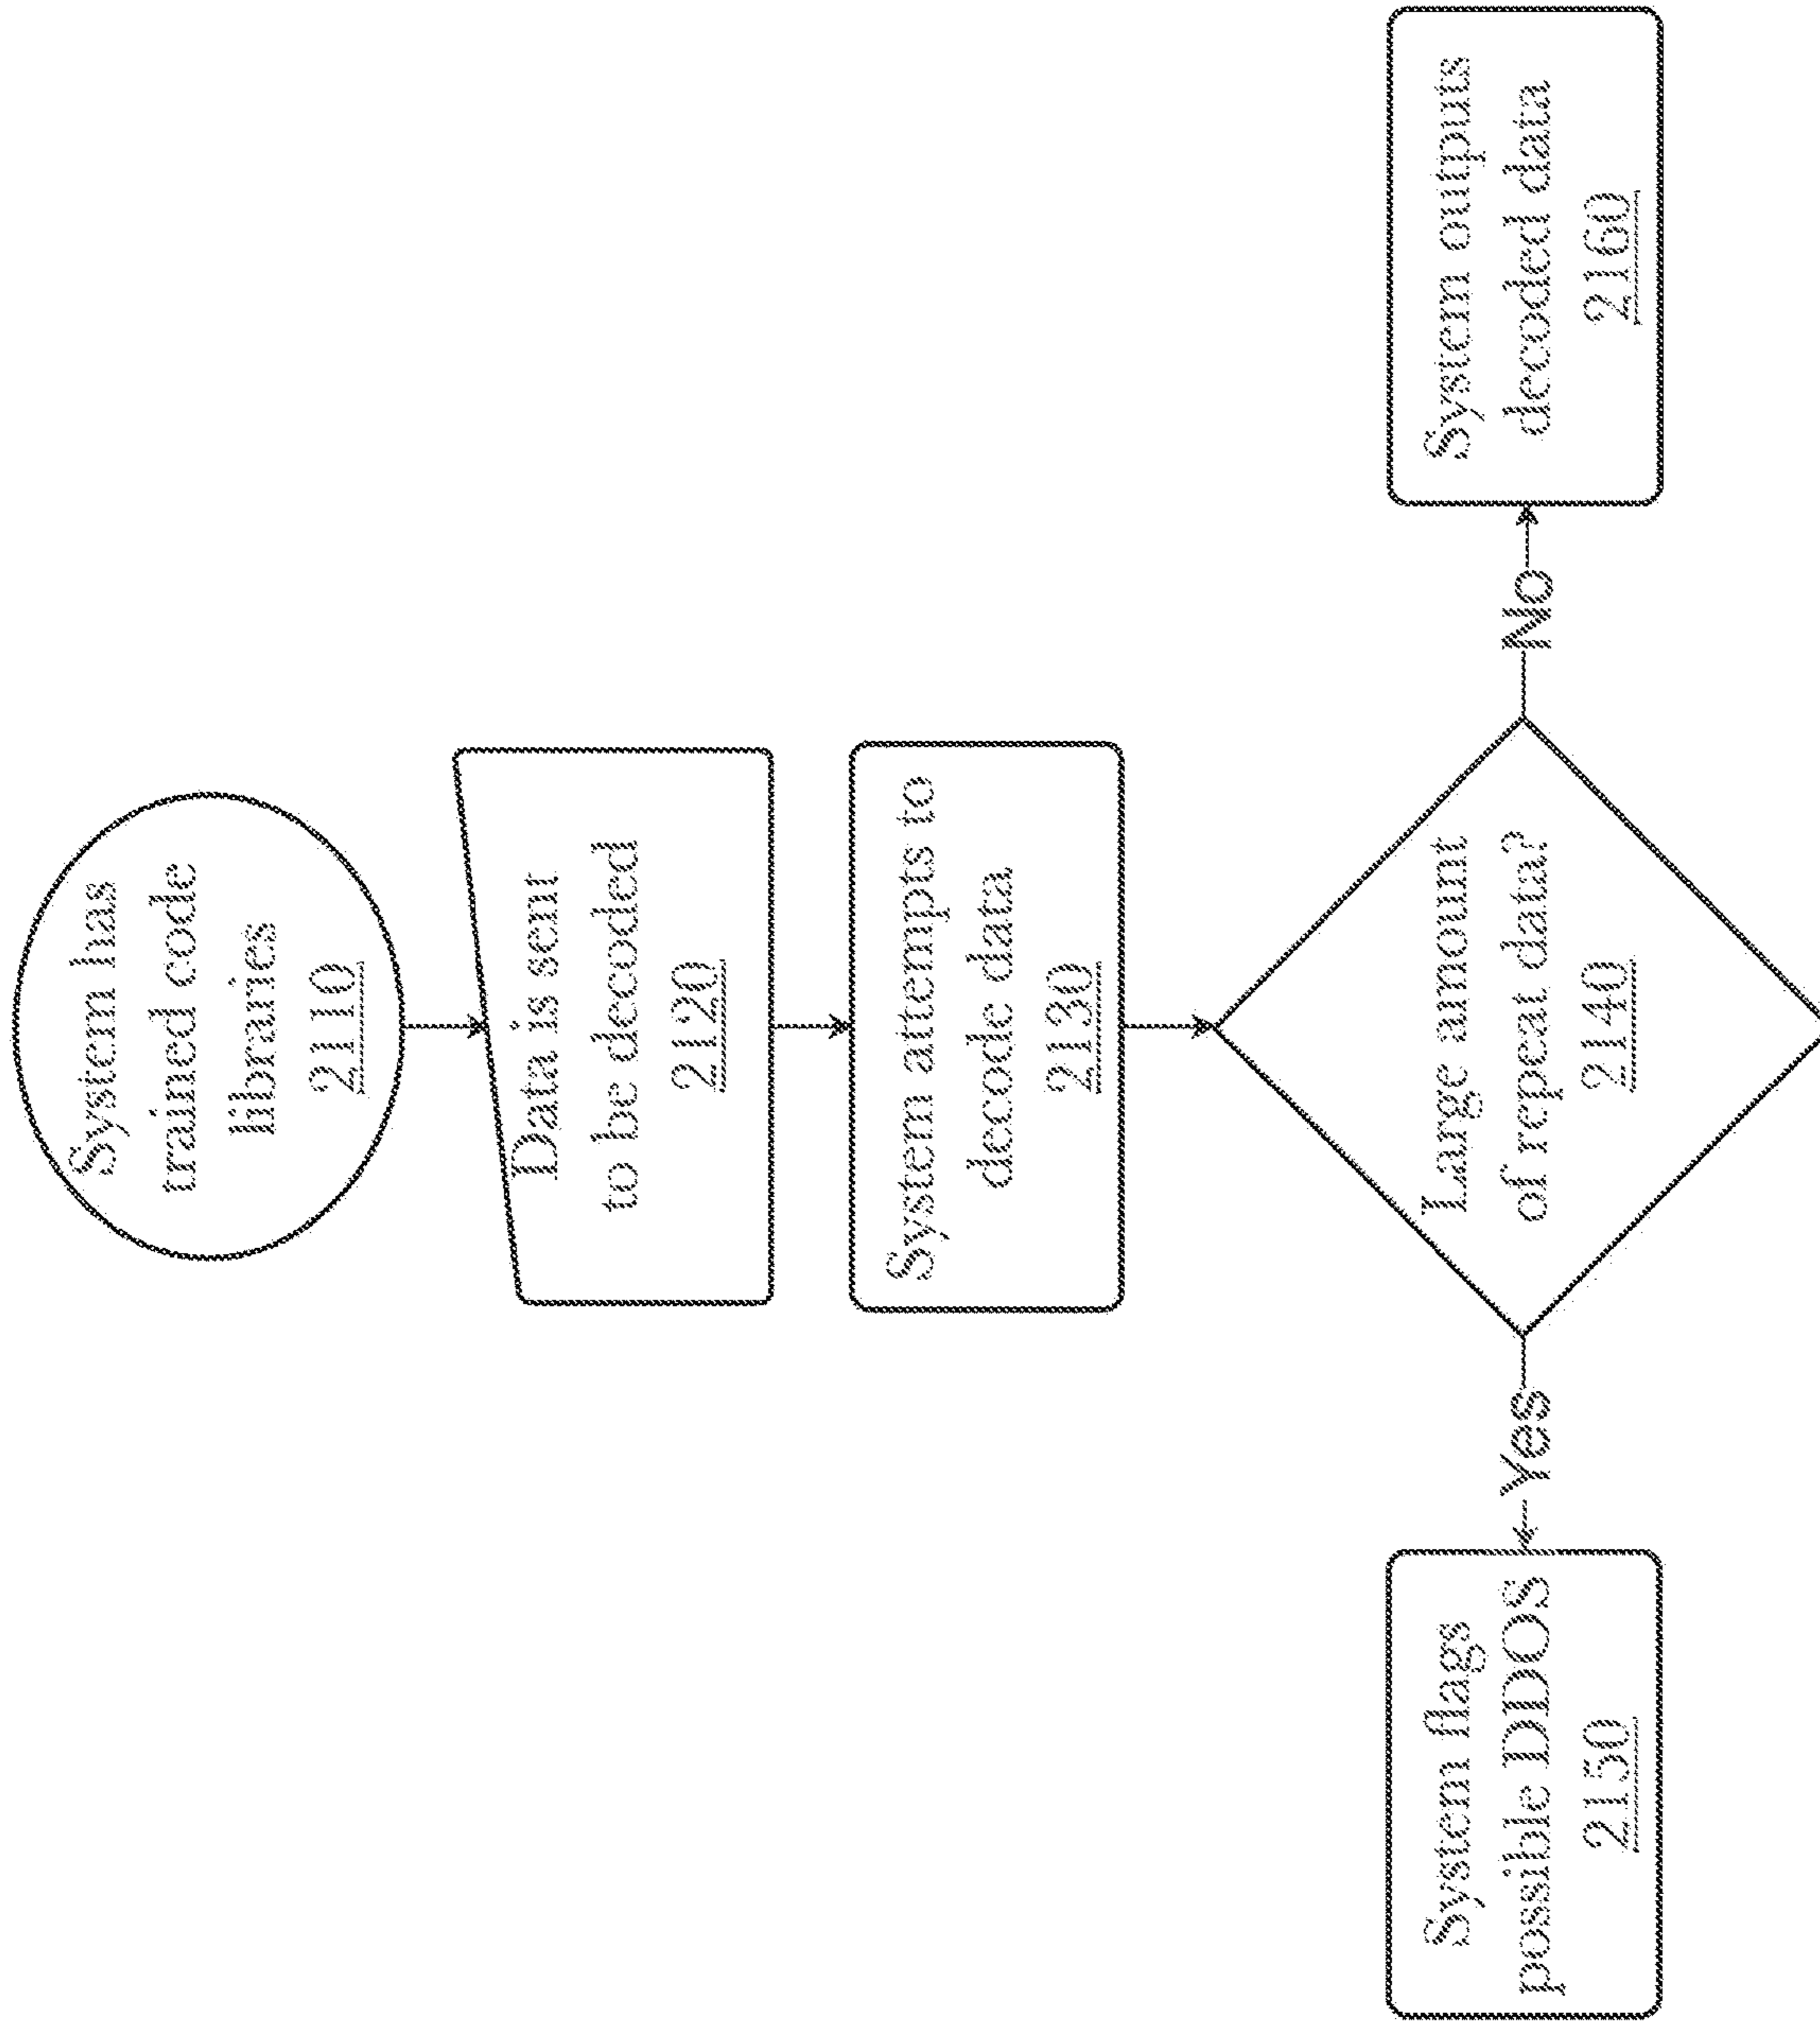 System has
trained code
libraries
2110
Data is sent
to be decoded
2120
System attempts to
decode data
2130
Large amount
of repeat data?
2140
Yes
No
System flags
possible DDOS
2150
System outputs
decoded data
2160